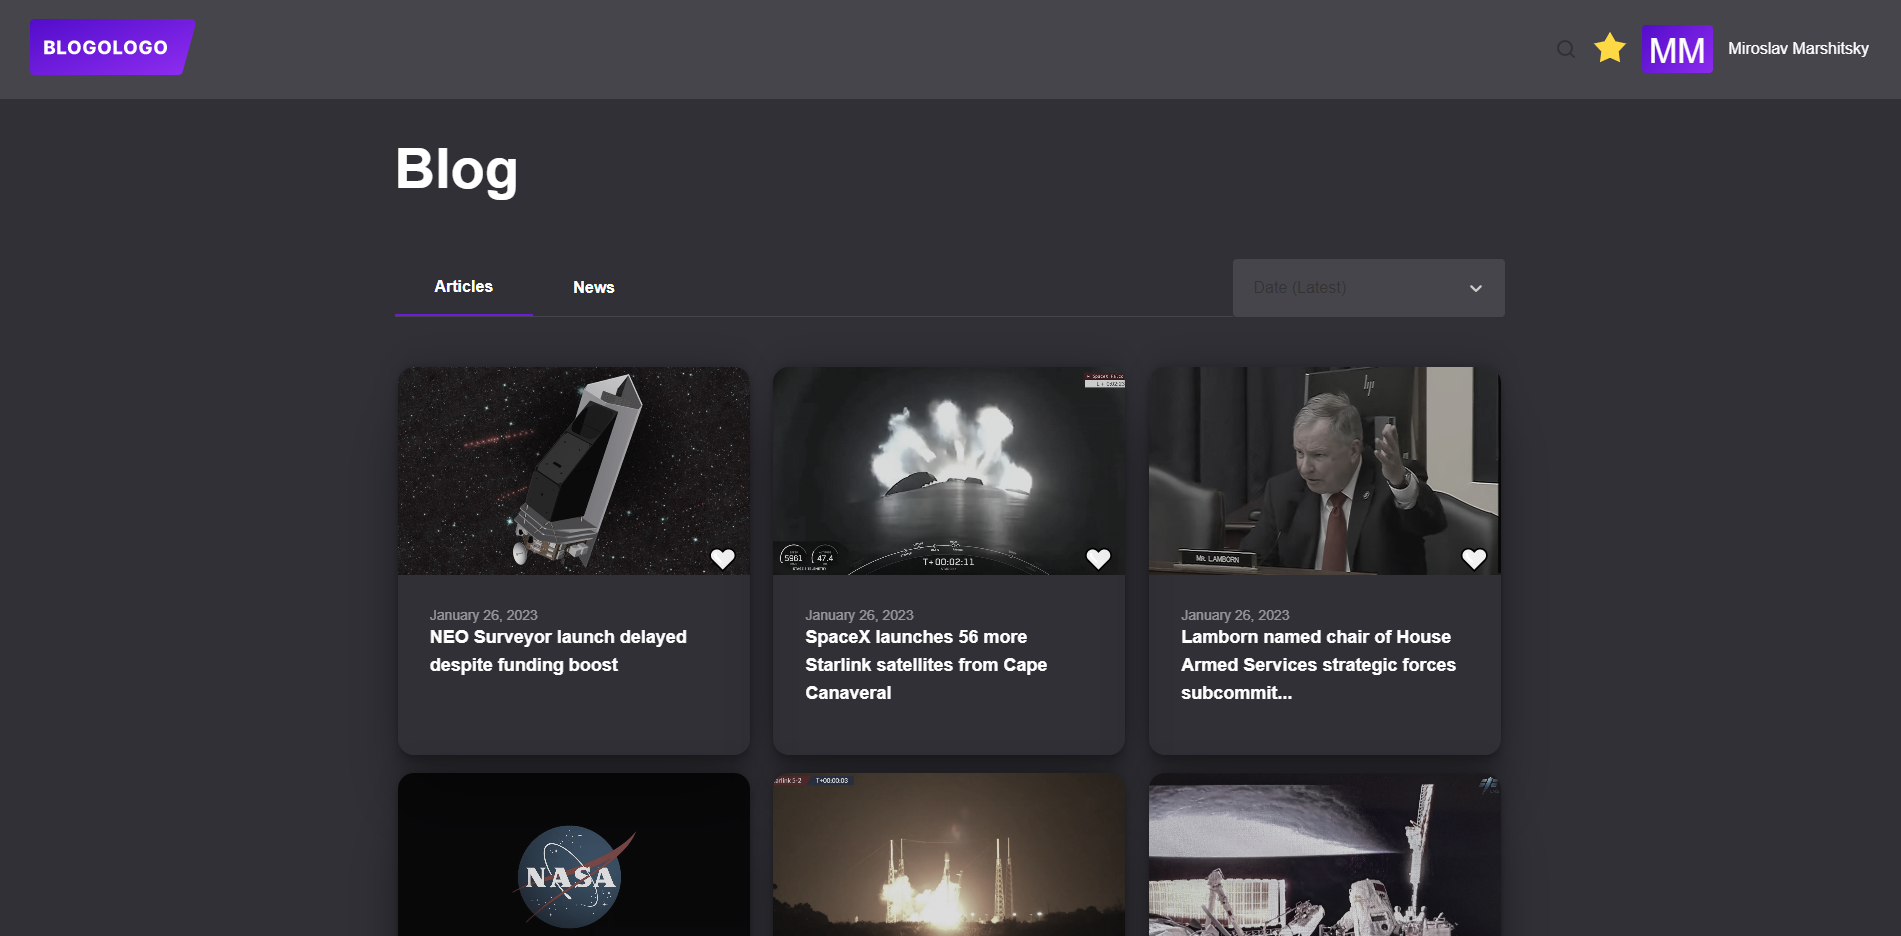 BLOGOLOGO
MM
Miroslav Marshitsky
Blog
Articles
News
Date (Latest)
5961
47.4
T+00:02:11
MR. LAMBORN
January 26, 2023
NEO Surveyor launch delayed
despite funding boost
January 26, 2023
SpaceX launches 56 more
Starlink satellites from Cape
Canaveral
January 26, 2023
Lamborn named chair of House
Armed Services strategic forces
subcommit...
NASA
T+00:00:03